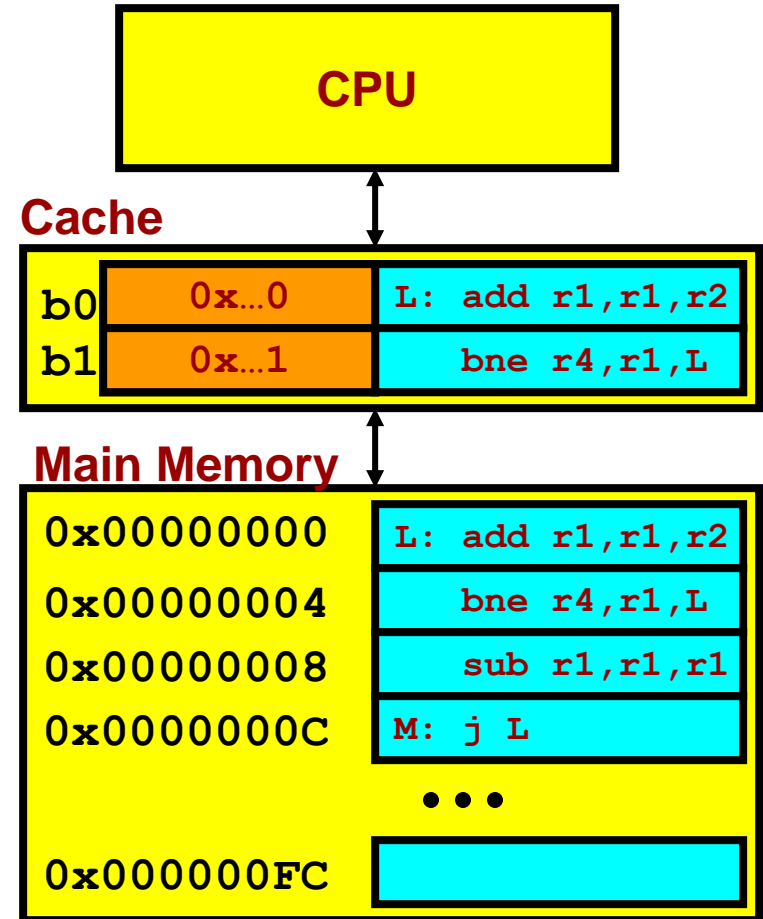 CPU
Cache
b0 0x…0 L: add r1,r1,r2
b1 0x…1 bne r4,r1,L
Main Memory
0x00000000 L: add r1,r1,r2
0x00000004 bne r4,r1,L
0x00000008 sub r1,r1,r1
0x0000000C M: j L
•••
0x000000FC